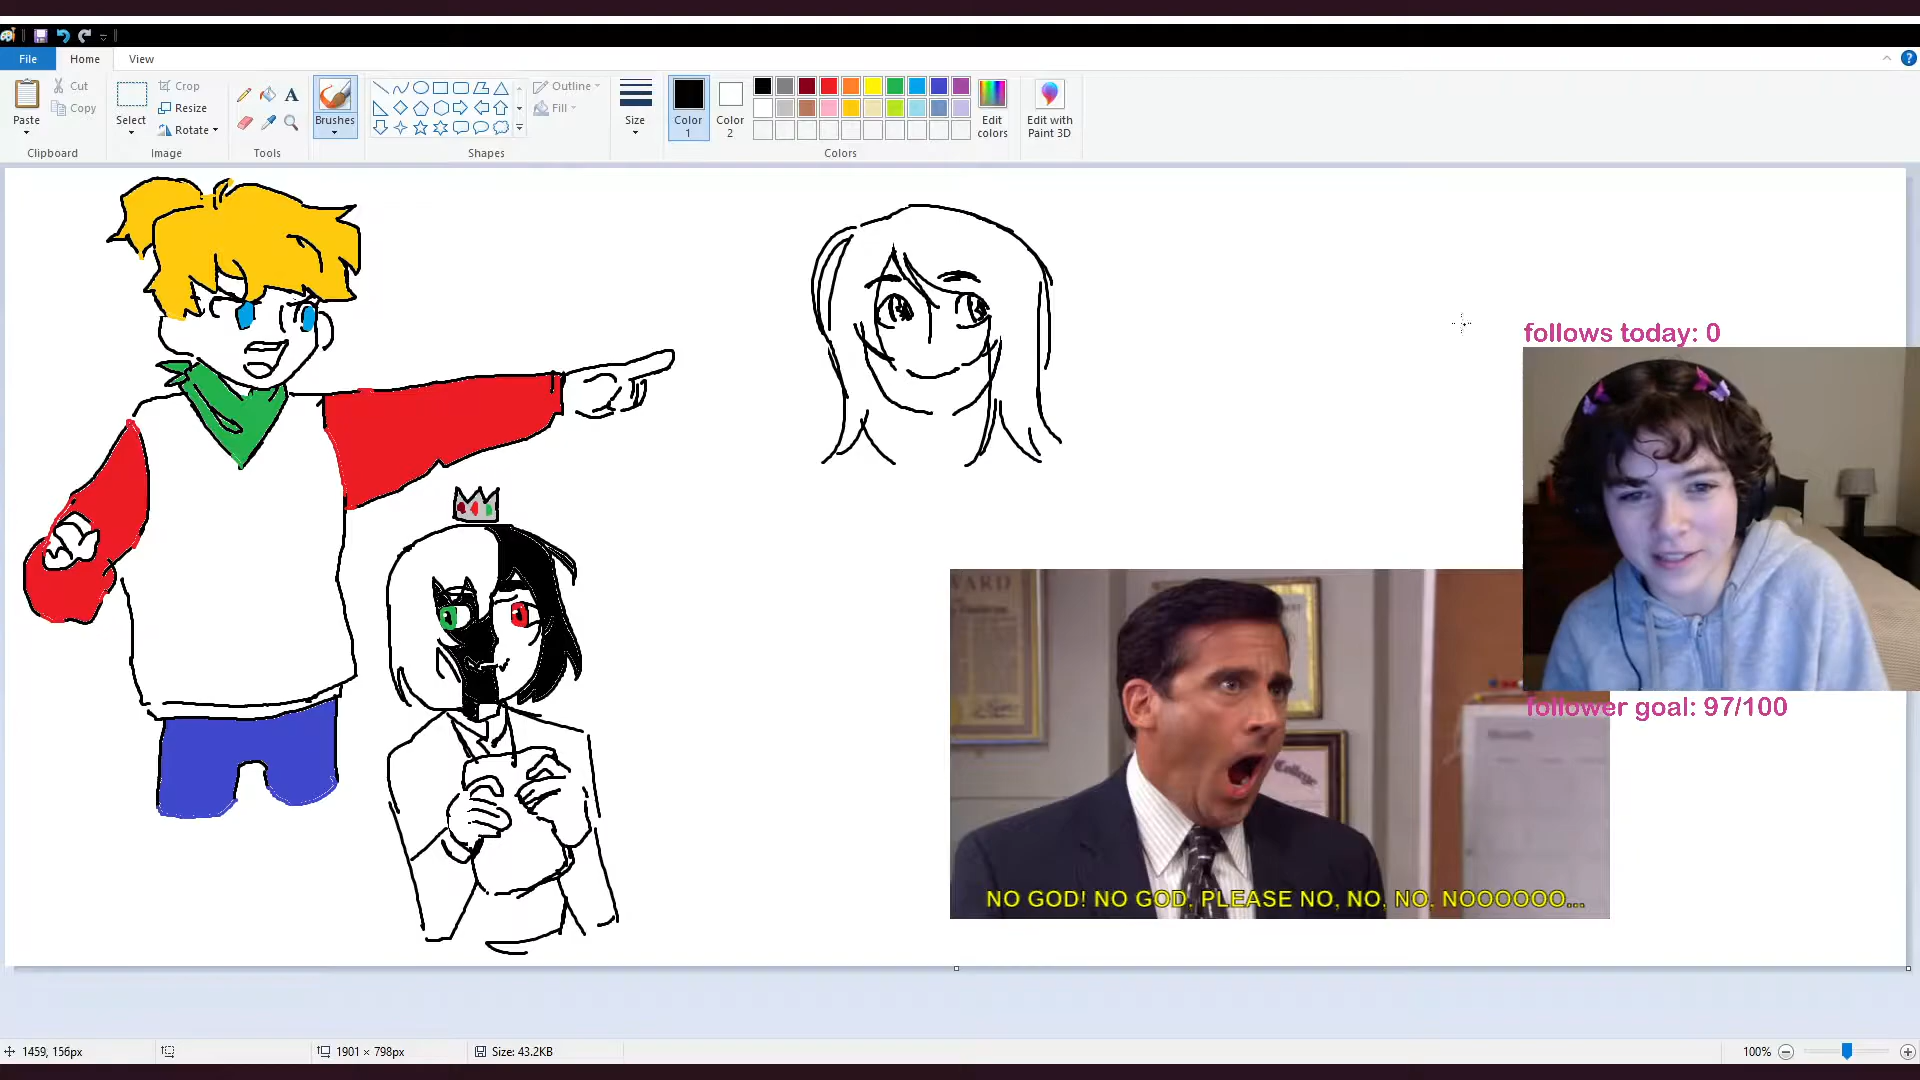 File Home View
Paste
Cut
Copy
Clipboard
Select
Crop
Resize
Rotate
Image
A
Tools
Brushes
Outline
Fill
Shapes
Size
Color 1
Color 2
Edit colors
Colors
Edit with Paint 3D
?
follows today: 0
follower goal: 97/100
College
NO GOD! NO GOD, PLEASE NO, NO, NO, NOOOOOO...
1459, 156px
1901 × 798px
Size: 43.2KB
100%